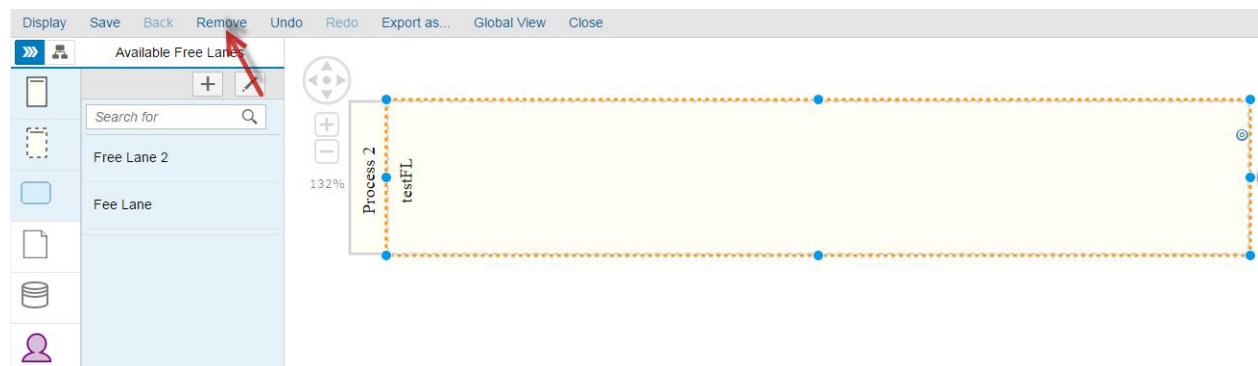 Display Save Back Remove Undo Redo Export as... Global View Close
Available Free Lanes
Search for
Free Lane 2
Fee Lane
132%
Process 2
testFL